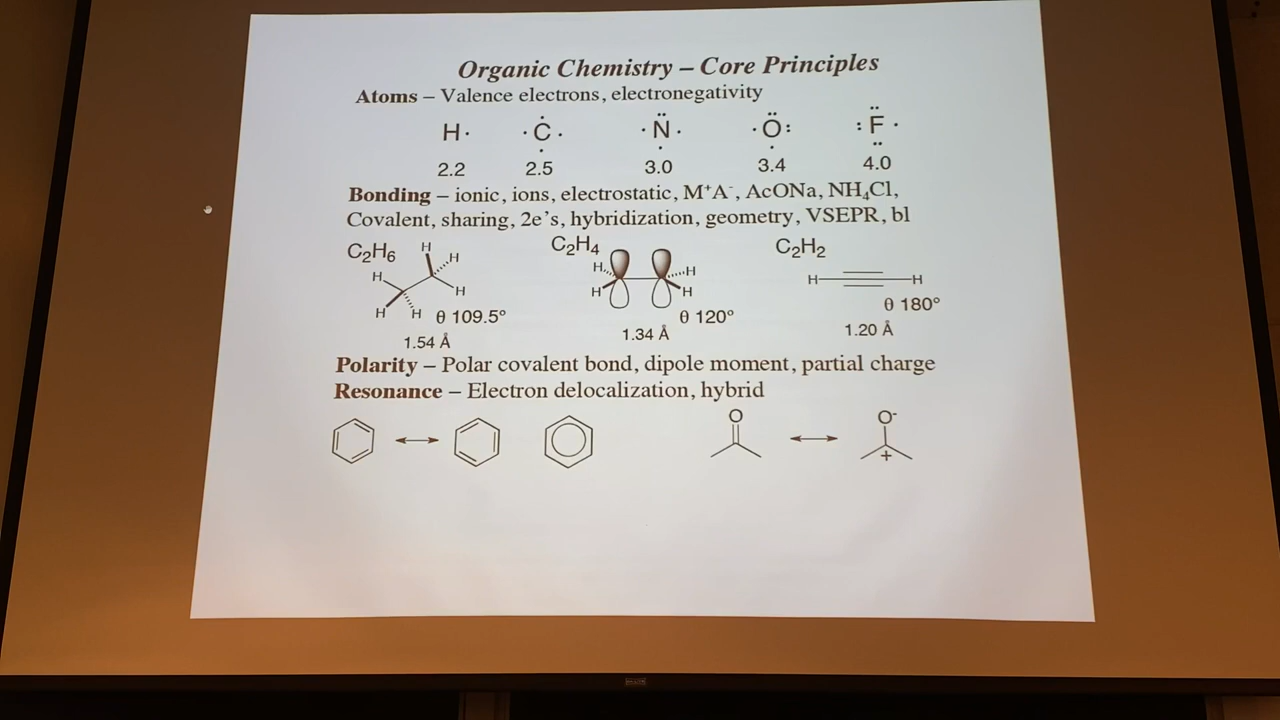 Organic Chemistry – Core Principles
Atoms – Valence electrons, electronegativity
H· ·Ċ· ·N̈· ·Ö: :F̈·
2.2 2.5 3.0 3.4 4.0
Bonding – ionic, ions, electrostatic, M⁺A⁻, AcONa, NH₄Cl,
Covalent, sharing, 2e's, hybridization, geometry, VSEPR, bl
C₂H₆ C₂H₄ C₂H₂
H H H H H H
H H H H
H H
θ 109.5° θ 120° θ 180°
1.54 Å 1.34 Å 1.20 Å
Polarity – Polar covalent bond, dipole moment, partial charge
Resonance – Electron delocalization, hybrid
O O⁻
+